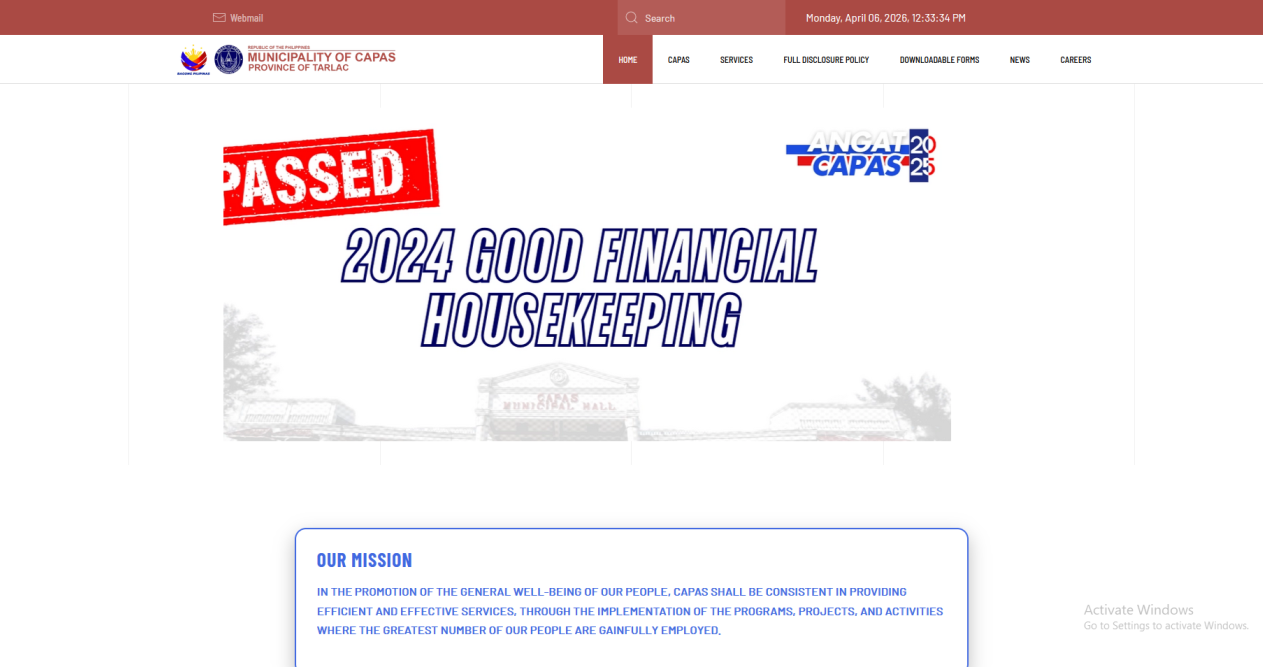 Webmail
Search
Monday, April 06, 2026, 12:33:34 PM
BAGONG PILIPINAS
REPUBLIC OF THE PHILIPPINES
MUNICIPALITY OF CAPAS
PROVINCE OF TARLAC
HOME
CAPAS
SERVICES
FULL DISCLOSURE POLICY
DOWNLOADABLE FORMS
NEWS
CAREERS
PASSED
ANGAT 20
CAPAS 25
2024 GOOD FINANCIAL
HOUSEKEEPING
CAPAS
MUNICIPAL HALL
OUR MISSION
IN THE PROMOTION OF THE GENERAL WELL-BEING OF OUR PEOPLE, CAPAS SHALL BE CONSISTENT IN PROVIDING
EFFICIENT AND EFFECTIVE SERVICES, THROUGH THE IMPLEMENTATION OF THE PROGRAMS, PROJECTS, AND ACTIVITIES
WHERE THE GREATEST NUMBER OF OUR PEOPLE ARE GAINFULLY EMPLOYED.
Activate Windows
Go to Settings to activate Windows.